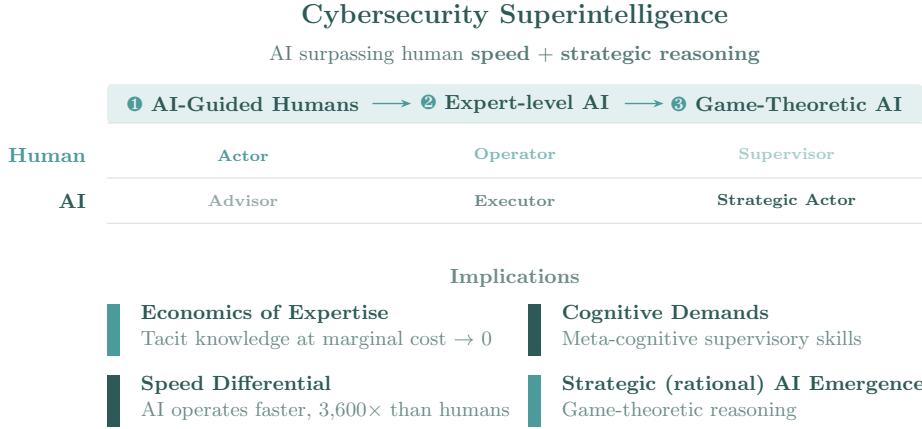 Cybersecurity Superintelligence
AI surpassing human speed + strategic reasoning
❶ AI-Guided Humans → ❷ Expert-level AI → ❸ Game-Theoretic AI
Human Actor Operator Supervisor
AI Advisor Executor Strategic Actor
Implications
Economics of Expertise
Tacit knowledge at marginal cost → 0
Cognitive Demands
Meta-cognitive supervisory skills
Speed Differential
AI operates faster, 3,600× than humans
Strategic (rational) AI Emergence
Game-theoretic reasoning